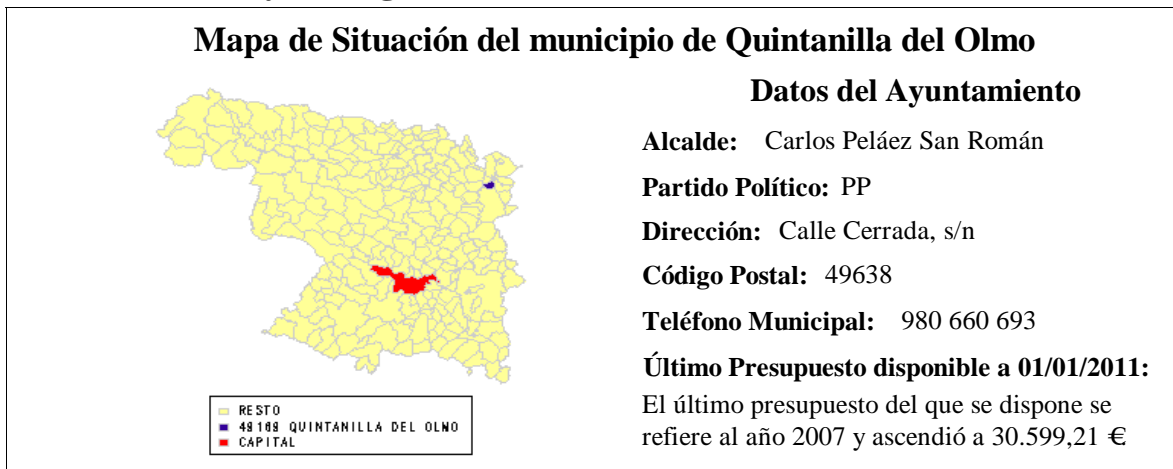 Mapa de Situación del municipio de Quintanilla del Olmo
Datos del Ayuntamiento
Alcalde: Carlos Peláez San Román
Partido Político: PP
Dirección: Calle Cerrada, s/n
Código Postal: 49638
Teléfono Municipal: 980 660 693
Último Presupuesto disponible a 01/01/2011:
El último presupuesto del que se dispone se
refiere al año 2007 y ascendió a 30.599,21 €
RESTO
49169 QUINTANILLA DEL OLMO
CAPITAL